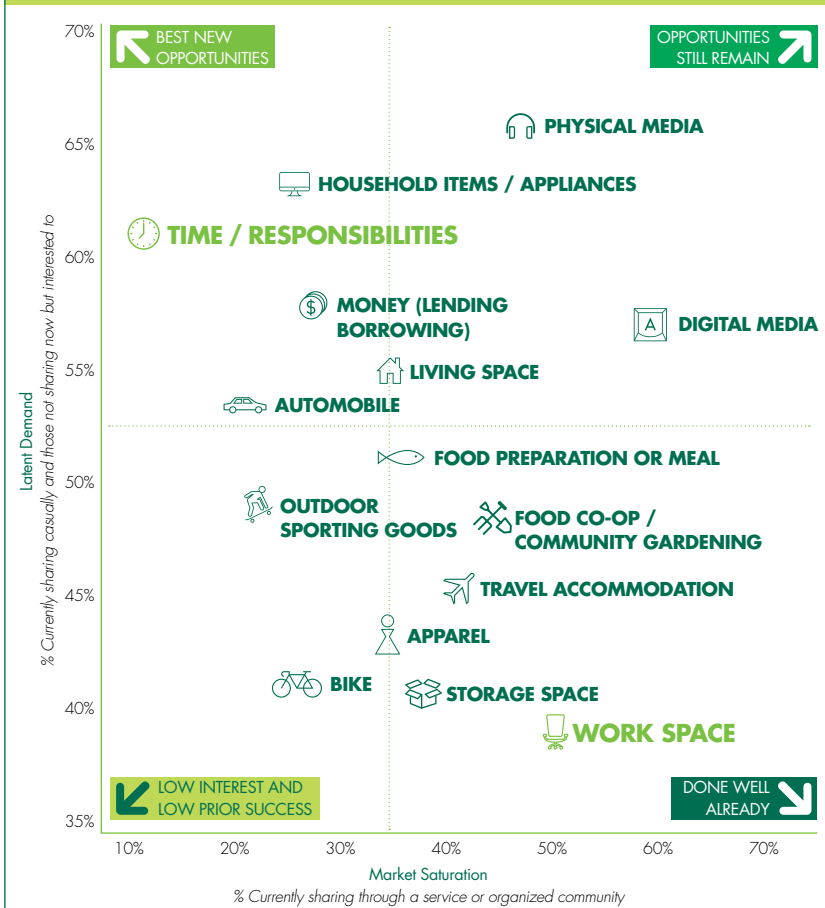 70%
BEST NEW
OPPORTUNITIES
OPPORTUNITIES
STILL REMAIN
PHYSICAL MEDIA
65%
HOUSEHOLD ITEMS / APPLIANCES
TIME / RESPONSIBILITIES
60%
$
MONEY (LENDING
BORROWING)
A
DIGITAL MEDIA
55%
LIVING SPACE
AUTOMOBILE
Latent Demand
% Currently sharing casually and those not sharing now but interested to
FOOD PREPARATION OR MEAL
50%
OUTDOOR
SPORTING GOODS
FOOD CO-OP /
COMMUNITY GARDENING
45%
TRAVEL ACCOMMODATION
APPAREL
BIKE
STORAGE SPACE
40%
WORK SPACE
LOW INTEREST AND
LOW PRIOR SUCCESS
DONE WELL
ALREADY
35%
10% 20% 30% 40% 50% 60% 70%
Market Saturation
% Currently sharing through a service or organized community